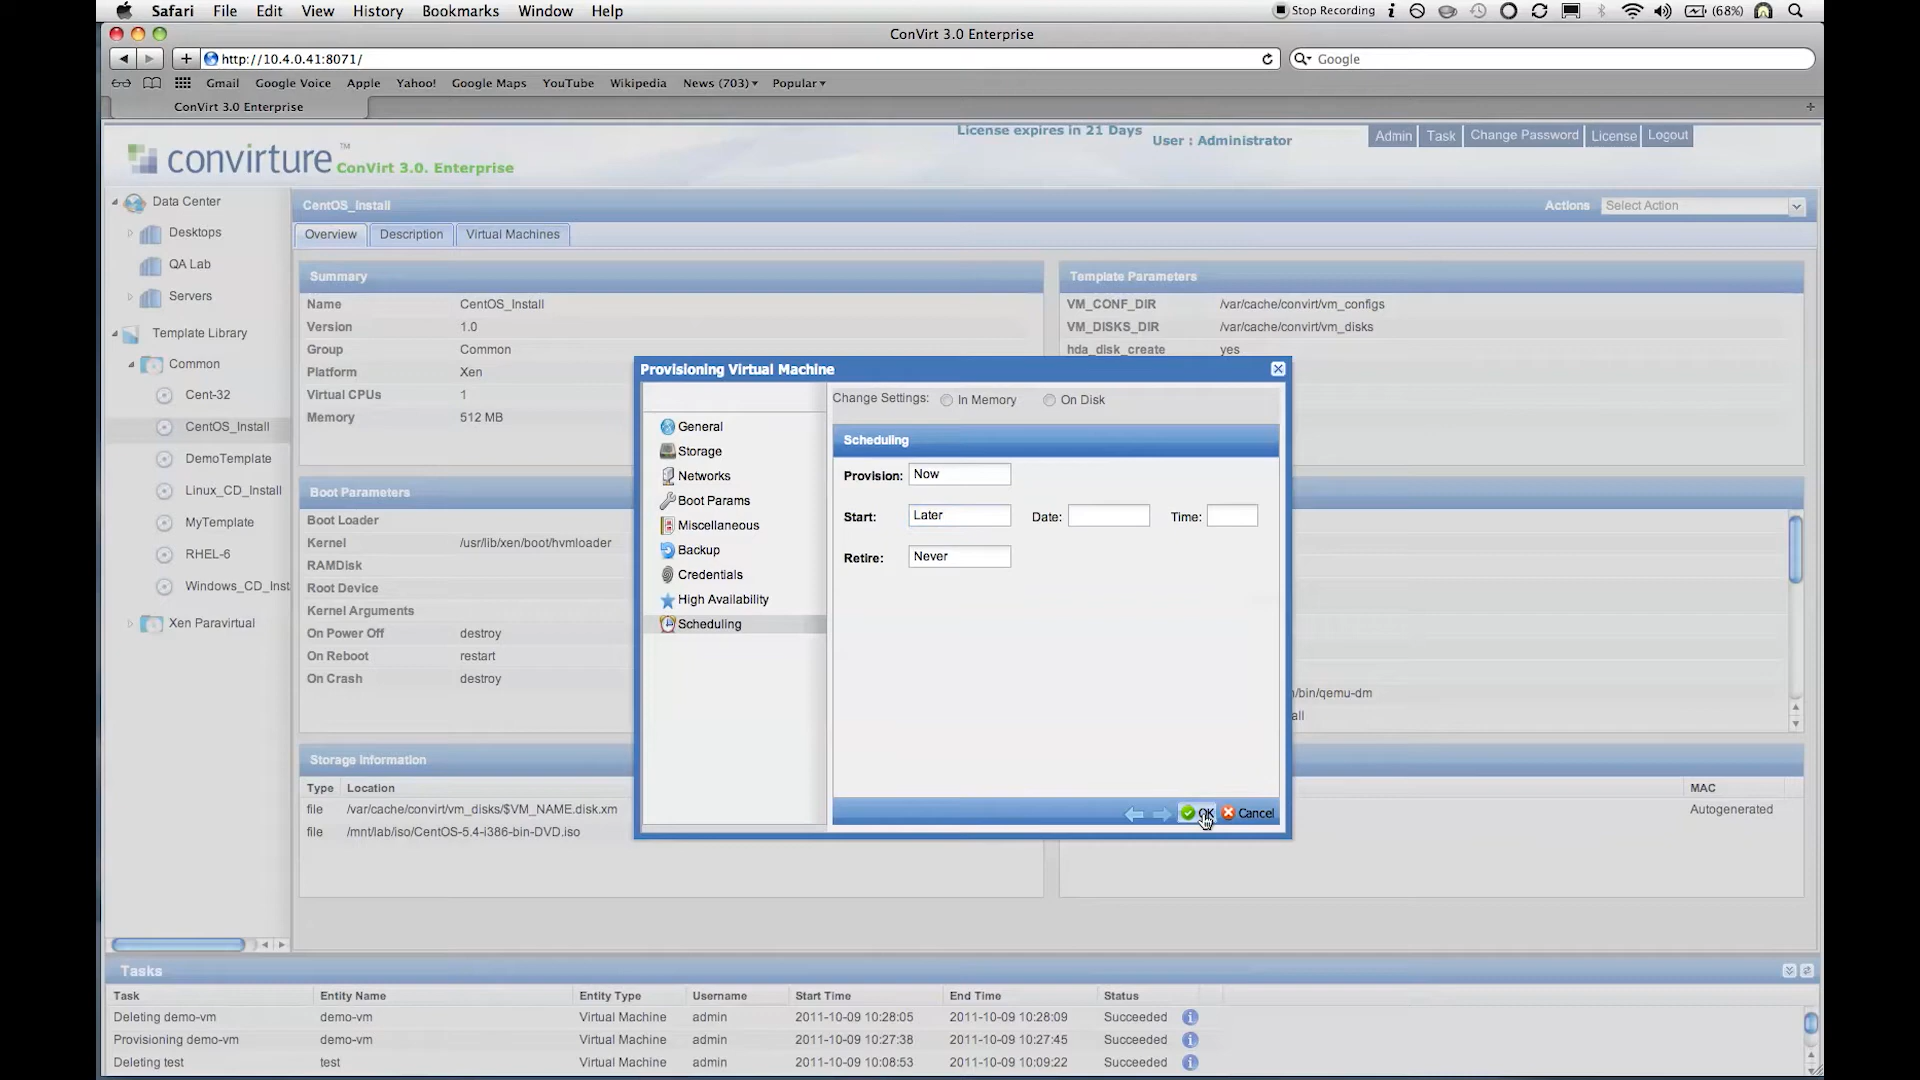 Safari File Edit View History Bookmarks Window Help Stop Recording (68%)
ConVirt 3.0 Enterprise
http://10.4.0.41:8071/ Google
Gmail Google Voice Apple Yahoo! Google Maps YouTube Wikipedia News (703) Popular
ConVirt 3.0 Enterprise
License expires in 21 Days User : Administrator Admin Task Change Password License Logout
convirture™ ConVirt 3.0. Enterprise
Data Center
Desktops
QA Lab
Servers
Template Library
Common
Cent-32
CentOS_Install
DemoTemplate
Linux_CD_Install
MyTemplate
RHEL-6
Windows_CD_Inst
Xen Paravirtual
CentOS_Install Actions Select Action
Overview Description Virtual Machines
Summary
Name CentOS_Install
Version 1.0
Group Common
Platform Xen
Virtual CPUs 1
Memory 512 MB
Template Parameters
VM_CONF_DIR /var/cache/convirt/vm_configs
VM_DISKS_DIR /var/cache/convirt/vm_disks
hda_disk_create yes
Boot Parameters
Boot Loader
Kernel /usr/lib/xen/boot/hvmloader
RAMDisk
Root Device
Kernel Arguments
On Power Off destroy
On Reboot restart
On Crash destroy
/bin/qemu-dm
all
Storage Information
Type Location
file /var/cache/convirt/vm_disks/$VM_NAME.disk.xm
file /mnt/lab/iso/CentOS-5.4-i386-bin-DVD.iso
MAC
Autogenerated
Provisioning Virtual Machine
General
Storage
Networks
Boot Params
Miscellaneous
Backup
Credentials
High Availability
Scheduling
Change Settings: In Memory On Disk
Scheduling
Provision: Now
Start: Later Date: Time:
Retire: Never
OK Cancel
Tasks
Task Entity Name Entity Type Username Start Time End Time Status
Deleting demo-vm demo-vm Virtual Machine admin 2011-10-09 10:28:05 2011-10-09 10:28:09 Succeeded
Provisioning demo-vm demo-vm Virtual Machine admin 2011-10-09 10:27:38 2011-10-09 10:27:45 Succeeded
Deleting test test Virtual Machine admin 2011-10-09 10:08:53 2011-10-09 10:09:22 Succeeded